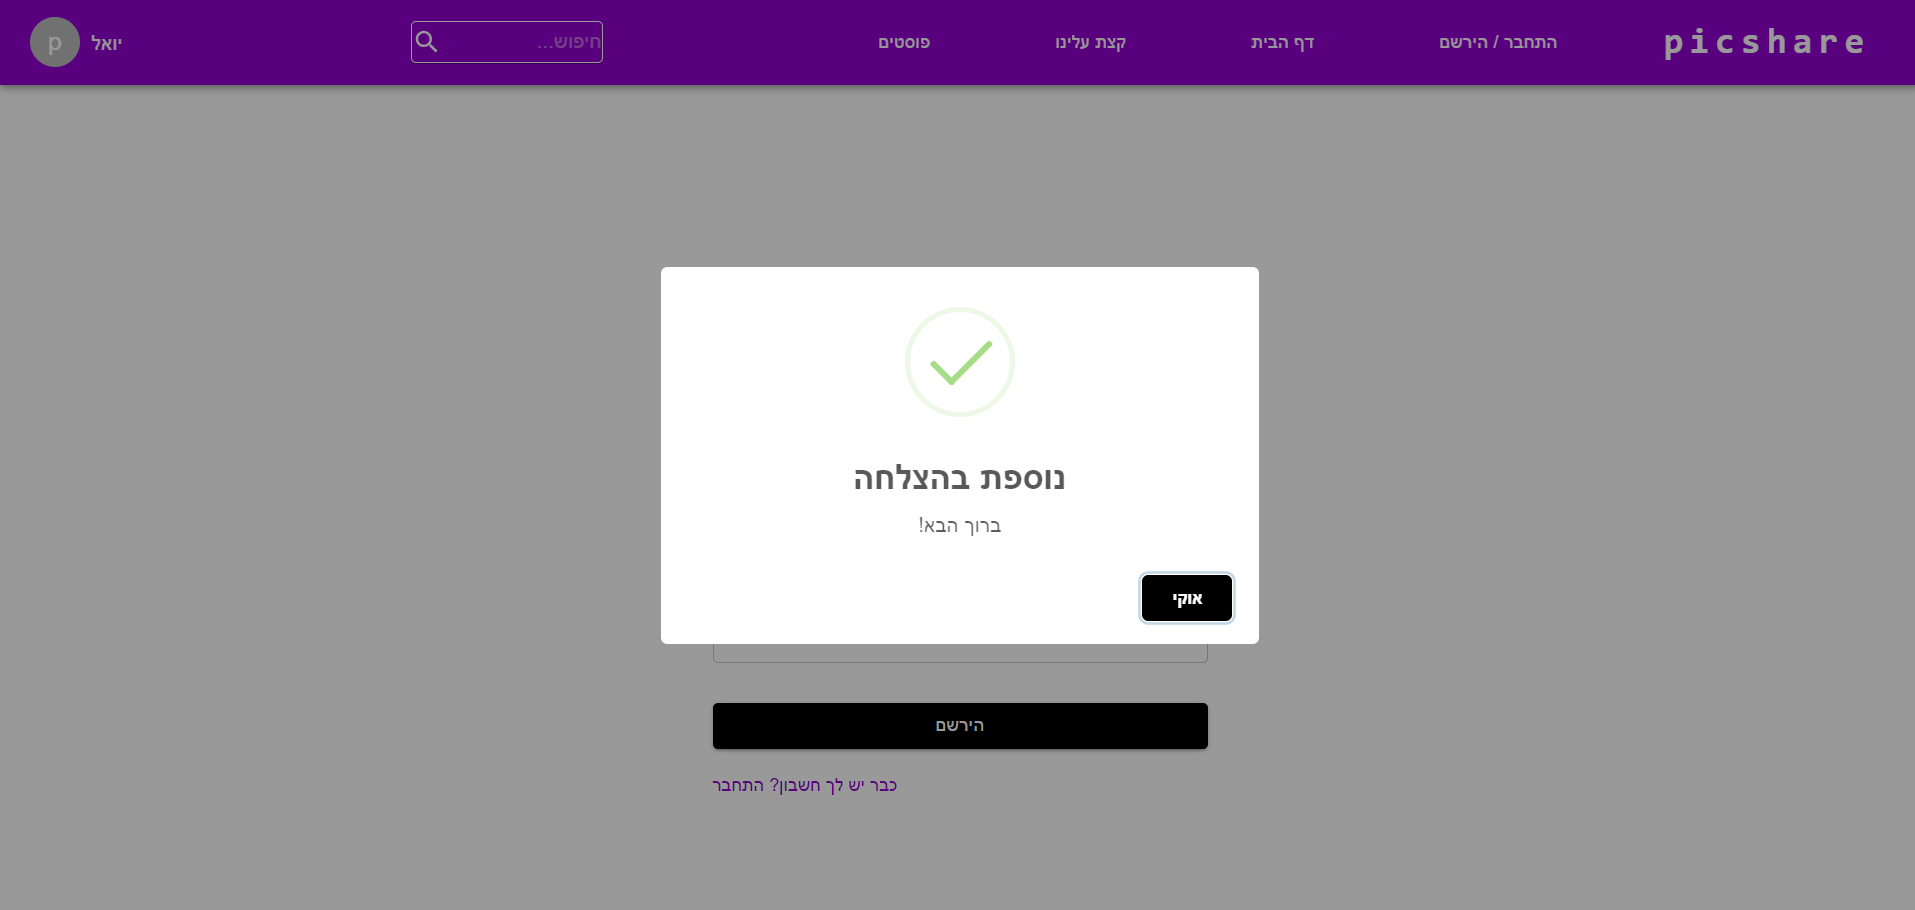 picshare
התחבר / הירשם
דף הבית
קצת עלינו
פוסטים
חיפוש...
יואל
p
נוספת בהצלחה
ברוך הבא!
אוקי
הירשם
כבר יש לך חשבון? התחבר